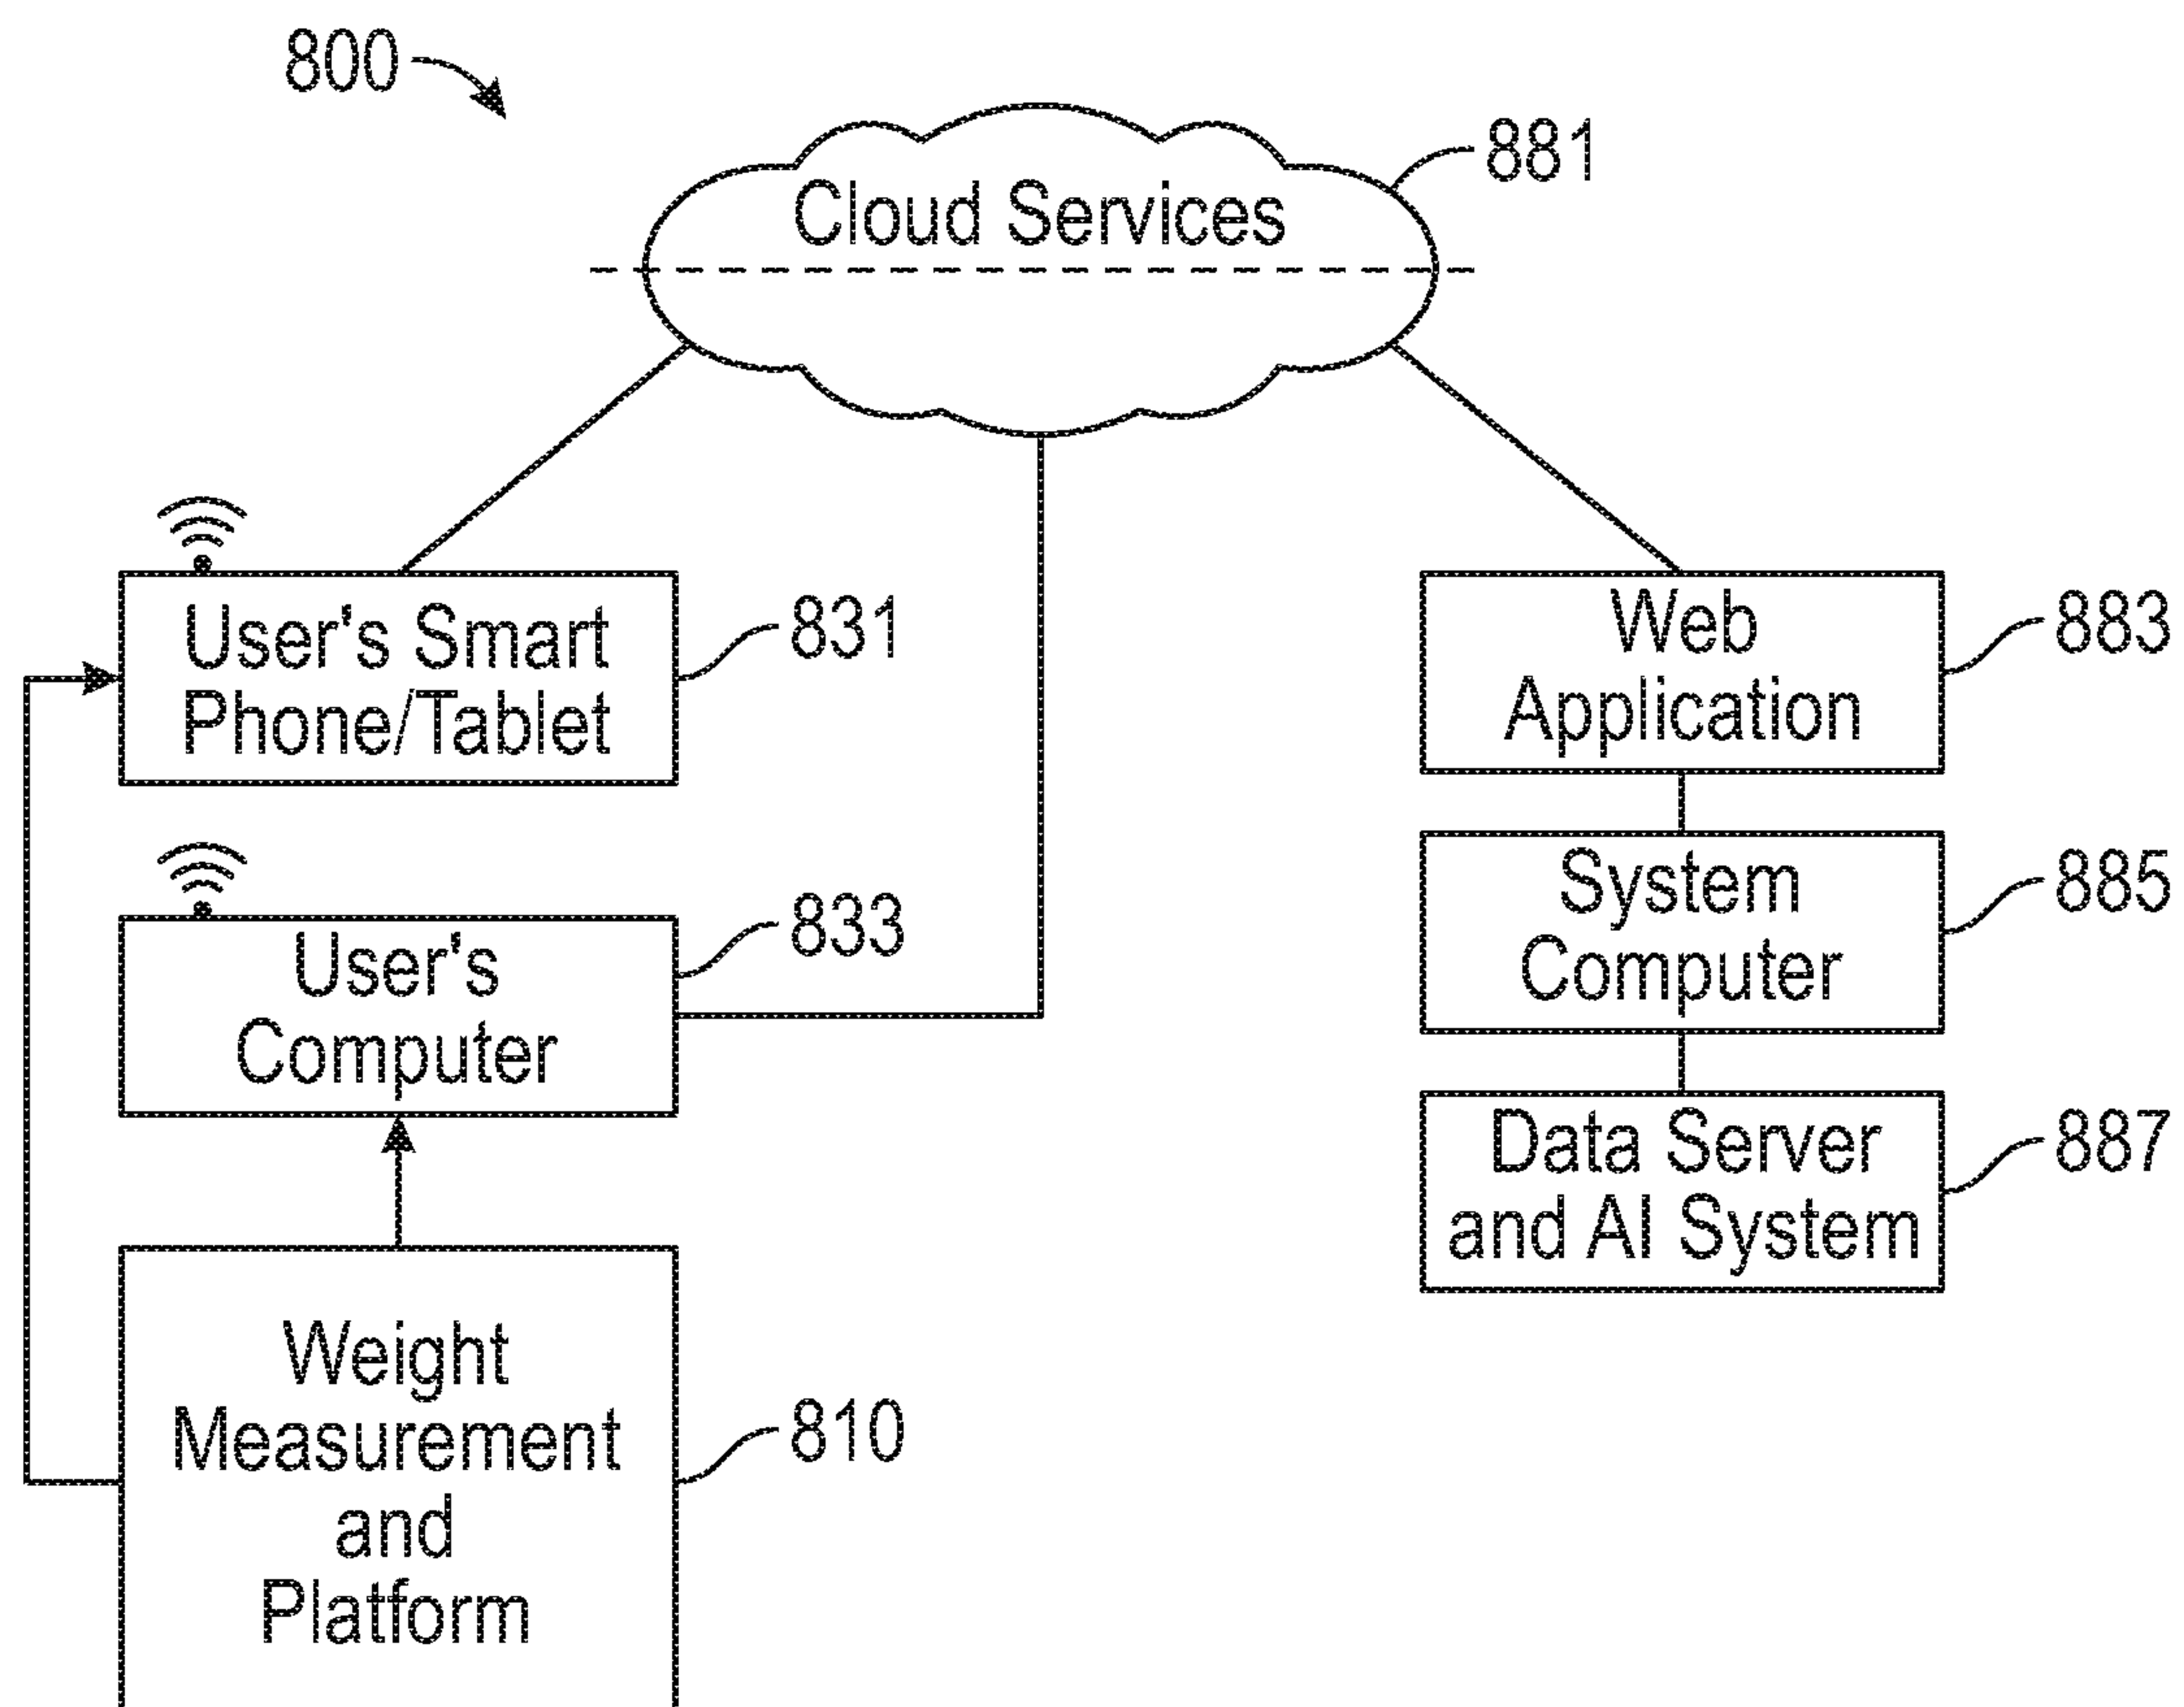 800
881
Cloud Services
User's Smart
Phone/Tablet
831
Web
Application
883
User's
Computer
833
System
Computer
885
Data Server
and AI System
887
Weight
Measurement
and
Platform
810